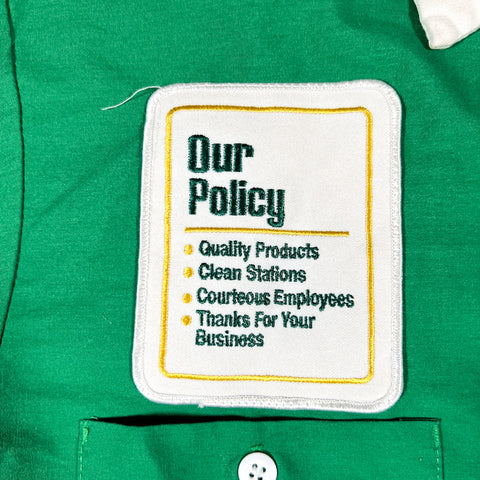 Our
Policy
• Quality Products
• Clean Stations
• Courteous Employees
• Thanks For Your
Business